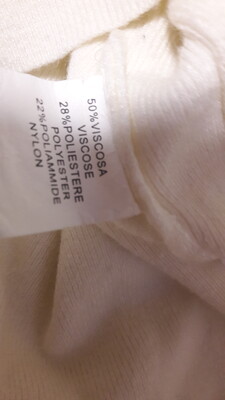 50%VISCOSA
VISCOSE
28%POLIESTERE
POLYESTER
22%POLIAMMIDE
NYLON